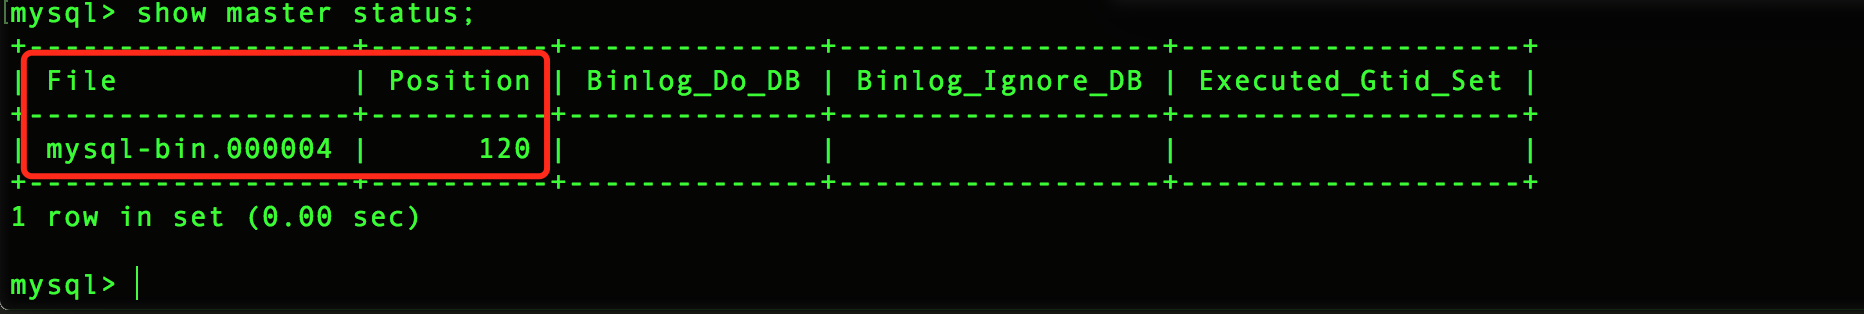 mysql> show master status;
+------------------+----------+--------------+------------------+-------------------+
| File             | Position | Binlog_Do_DB | Binlog_Ignore_DB | Executed_Gtid_Set |
+------------------+----------+--------------+------------------+-------------------+
| mysql-bin.000004 |      120 |              |                  |                   |
+------------------+----------+--------------+------------------+-------------------+
1 row in set (0.00 sec)
mysql>